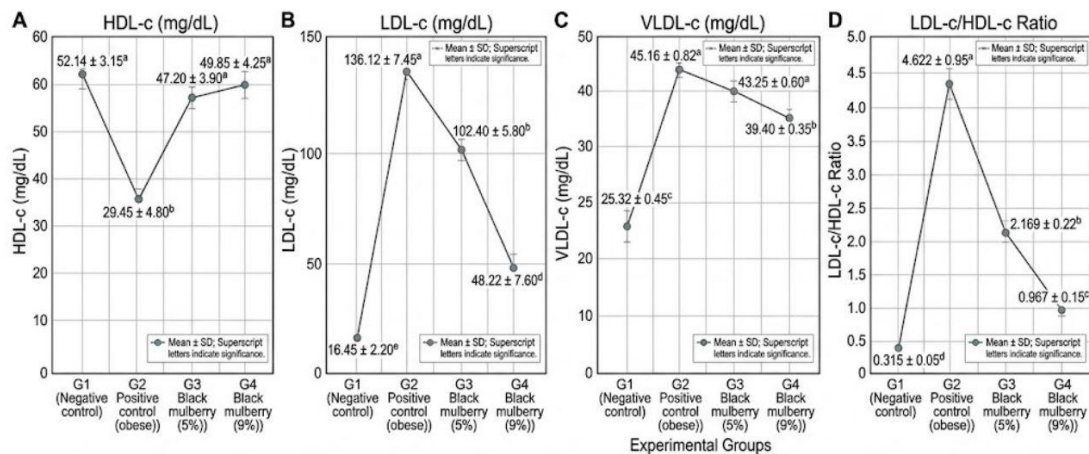 A HDL-c (mg/dL)
HDL-c (mg/dL)
60
50
60
50
40
36
20
60
10
0
52.14 ± 3.15ᵃ
29.45 ± 4.80ᵇ
47.20 ± 3.90ᵃ
49.85 ± 4.25ᵃ
Mean ± SD; Superscript
letters indicate significance.
G1
(Negative
control)
G2
Positive
control
(obese))
G3
Black
mulberry
(5%))
G4
Black
mulberry
(9%))
B LDL-c (mg/dL)
LDL-c (mg/dL)
150
100
50
0
Mean ± SD; Superscript
letters indicate significance.
136.12 ± 7.45ᵃ
102.40 ± 5.80ᵇ
48.22 ± 7.60ᵈ
16.45 ± 2.20ᵉ
Mean ± SD; Superscript
letters indicate significance.
G1
(Negative
control)
G2
Positive
control
(obese))
G3
Black
mulberry
(5%)
G4
Black
mulberry
(9%))
C VLDL-c (mg/dL)
VLDL-c (mg/dL)
50
40
30
20
20
10
0
45.16 ± 0.82ᵃ
43.25 ± 0.60ᵃ
39.40 ± 0.35ᵇ
25.32 ± 0.45ᶜ
Mean ± SD; Superscript
letters indicate significance.
G1
(Negative
control)
G2
Positive
control
(obese))
G3
Black
mulberry
(5%)
G4
Black
mulberry
(9%))
Experimental Groups
D LDL-c/HDL-c Ratio
LDL-c/HDL-c Ratio
5.0
4.5
4.0
3.5
3.0
2.5
2.0
1.5
1.0
0.5
0
Mean ± SD; Superscript
letters indicate significance.
4.622 ± 0.95ᵃ
2.169 ± 0.22ᵇ
0.967 ± 0.15ᶜ
0.315 ± 0.05ᵈ
Mean ± SD; Superscript
letters indicate significance.
G1
(Negative
control)
G2
Positive
control
(obese))
G3
Black
mulberry
(5%)
G4
Black
mulberry
(9%))